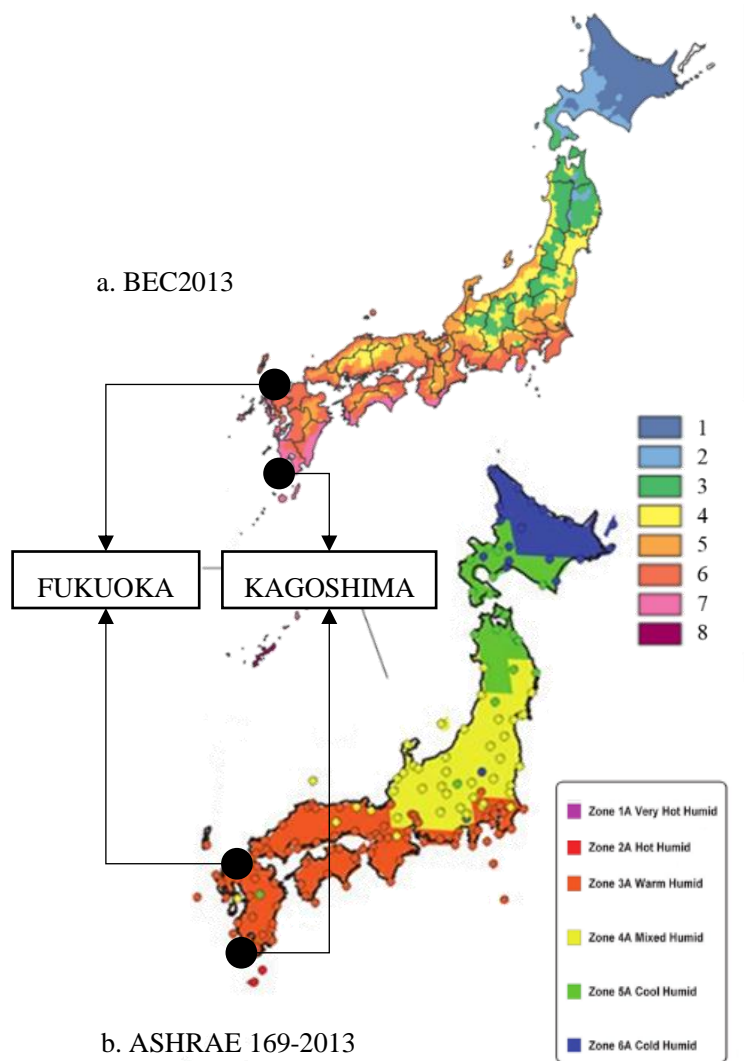 a. BEC2013
1
2
3
4
5
6
7
8
FUKUOKA
KAGOSHIMA
Zone 1A Very Hot Humid
Zone 2A Hot Humid
Zone 3A Warm Humid
Zone 4A Mixed Humid
Zone 5A Cool Humid
Zone 6A Cold Humid
b. ASHRAE 169-2013